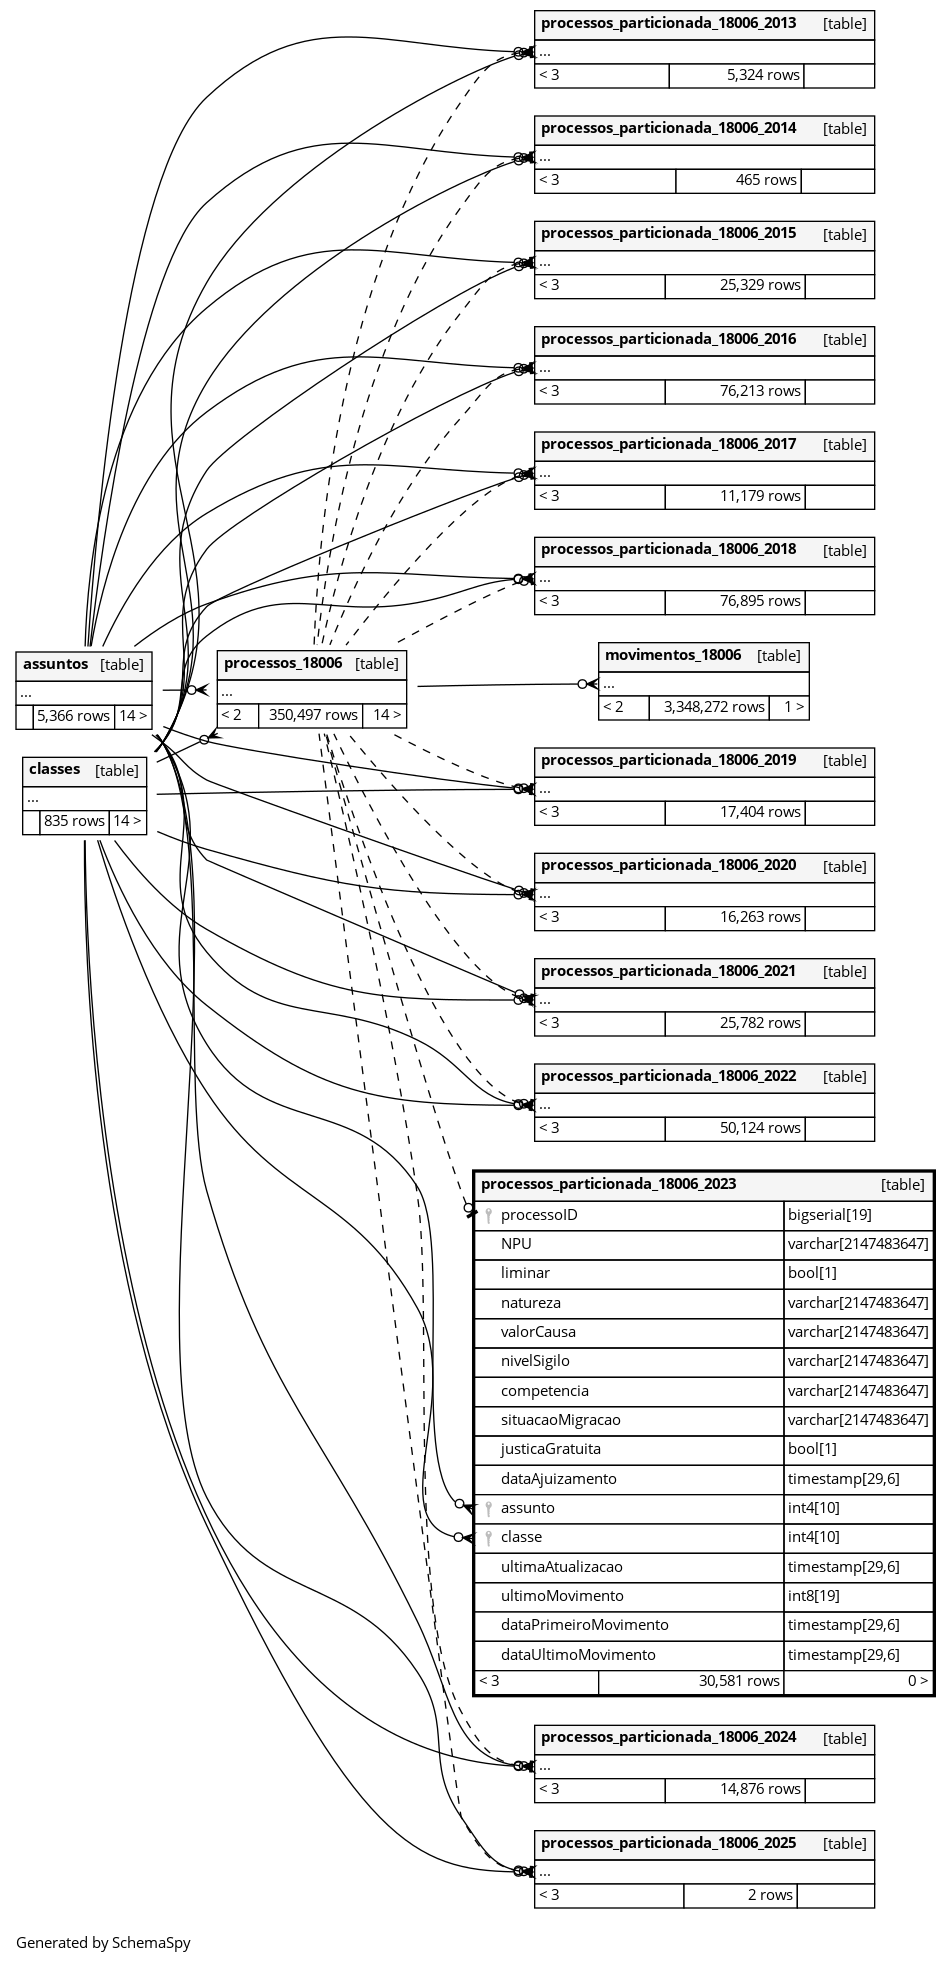 processos_particionada_18006_2013 [table]
...
< 3 5,324 rows
processos_particionada_18006_2014 [table]
...
< 3 465 rows
processos_particionada_18006_2015 [table]
...
< 3 25,329 rows
processos_particionada_18006_2016 [table]
...
< 3 76,213 rows
processos_particionada_18006_2017 [table]
...
< 3 11,179 rows
processos_particionada_18006_2018 [table]
...
< 3 76,895 rows
assuntos [table]
...
5,366 rows 14 >
processos_18006 [table]
...
< 2 350,497 rows 14 >
movimentos_18006 [table]
...
< 2 3,348,272 rows 1 >
classes [table]
...
835 rows 14 >
processos_particionada_18006_2019 [table]
...
< 3 17,404 rows
processos_particionada_18006_2020 [table]
...
< 3 16,263 rows
processos_particionada_18006_2021 [table]
...
< 3 25,782 rows
processos_particionada_18006_2022 [table]
...
< 3 50,124 rows
processos_particionada_18006_2023 [table]
processoID bigserial[19]
NPU varchar[2147483647]
liminar bool[1]
natureza varchar[2147483647]
valorCausa varchar[2147483647]
nivelSigilo varchar[2147483647]
competencia varchar[2147483647]
situacaoMigracao varchar[2147483647]
justicaGratuita bool[1]
dataAjuizamento timestamp[29,6]
assunto int4[10]
classe int4[10]
ultimaAtualizacao timestamp[29,6]
ultimoMovimento int8[19]
dataPrimeiroMovimento timestamp[29,6]
dataUltimoMovimento timestamp[29,6]
< 3 30,581 rows 0 >
processos_particionada_18006_2024 [table]
...
< 3 14,876 rows
processos_particionada_18006_2025 [table]
...
< 3 2 rows
Generated by SchemaSpy